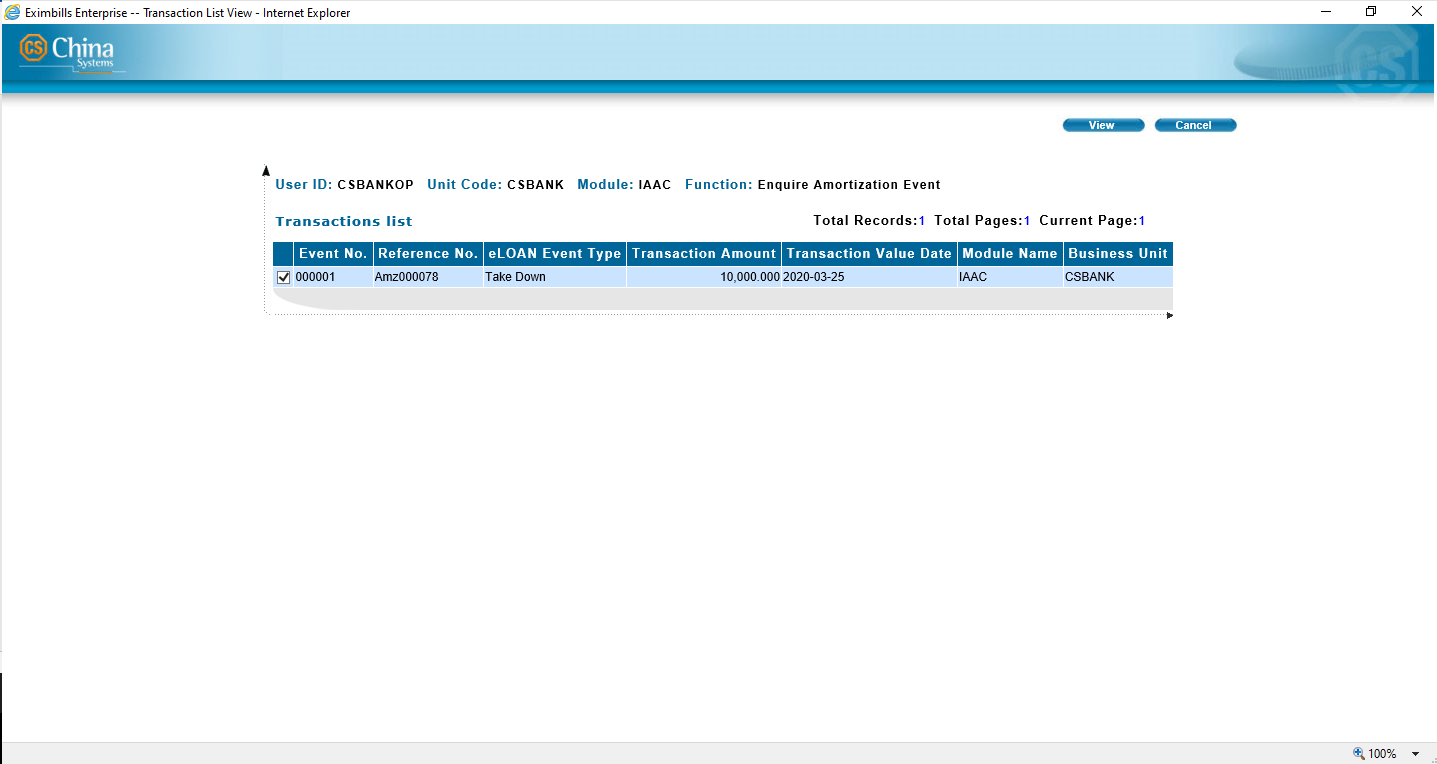 Eximbills Enterprise -- Transaction List View - Internet Explorer
CS China
Systems
CS
View Cancel
User ID: CSBANKOP Unit Code: CSBANK Module: IAAC Function: Enquire Amortization Event
Transactions list Total Records:1 Total Pages:1 Current Page:1
Event No. Reference No. eLOAN Event Type Transaction Amount Transaction Value Date Module Name Business Unit
000001 Amz000078 Take Down 10,000.000 2020-03-25 IAAC CSBANK
100%